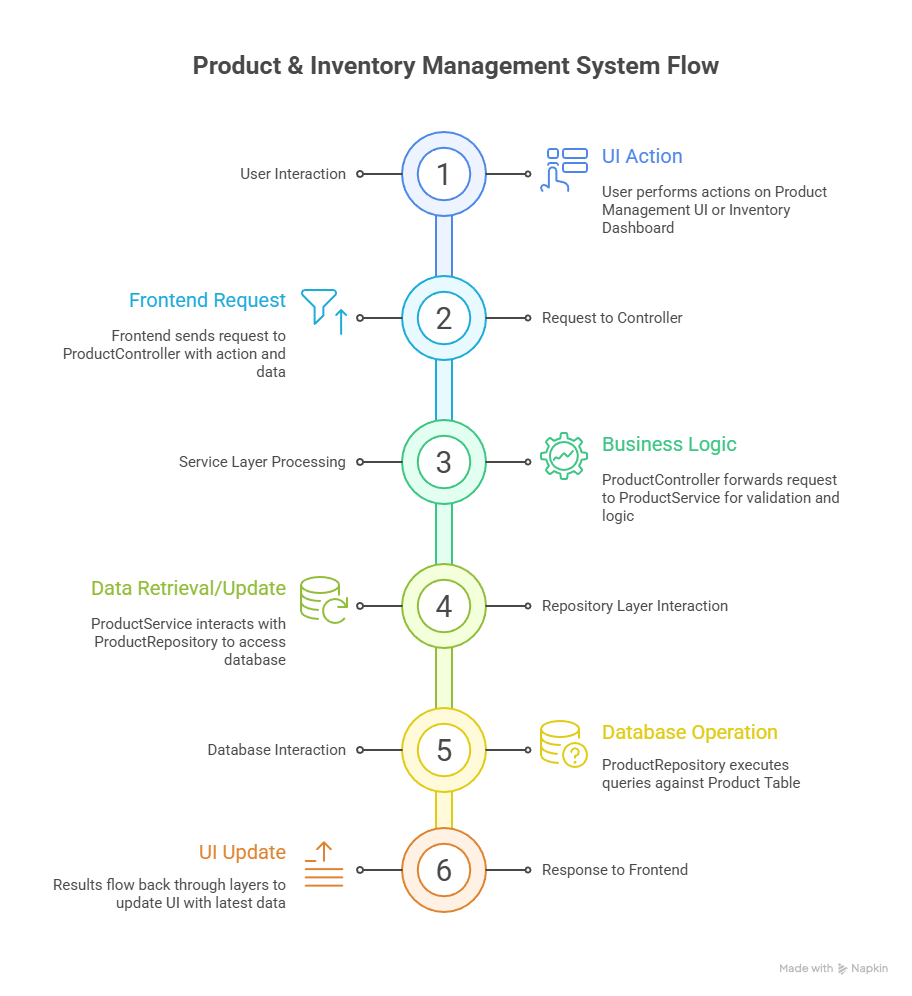 Product & Inventory Management System Flow
User Interaction
1
UI Action
User performs actions on Product
Management UI or Inventory
Dashboard
Frontend Request
Frontend sends request to
ProductController with action and
data
2
Request to Controller
Service Layer Processing
3
Business Logic
ProductController forwards request
to ProductService for validation and
logic
Data Retrieval/Update
ProductService interacts with
ProductRepository to access
database
4
Repository Layer Interaction
Database Interaction
5
Database Operation
ProductRepository executes
queries against Product Table
UI Update
Results flow back through layers to
update UI with latest data
6
Response to Frontend
Made with Napkin